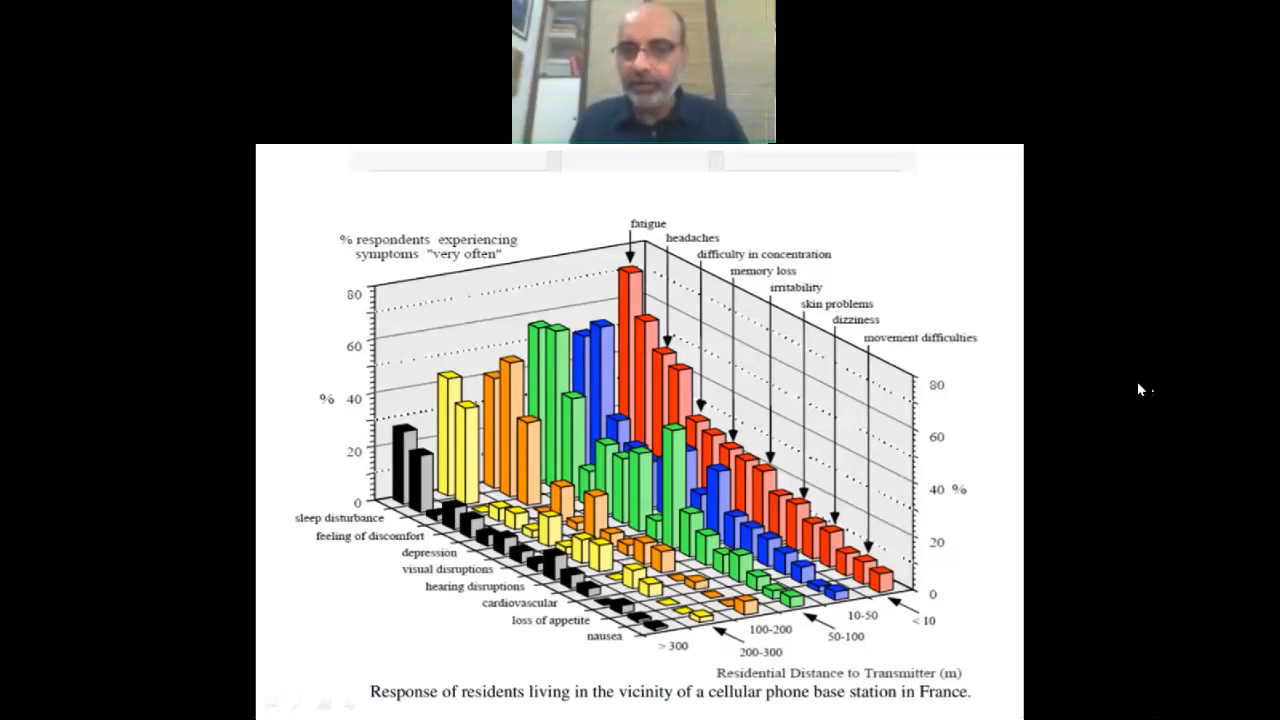 fatigue
% respondents experiencing
symptoms "very often"
headaches
difficulty in concentration
memory loss
irritability
skin problems
dizziness
movement difficulties
80
60
% 40
20
0
80
60
40 %
20
0
sleep disturbance
feeling of discomfort
depression
visual disruptions
hearing disruptions
cardiovascular
loss of appetite
nausea
> 300
200-300
100-200
50-100
10-50
< 10
Residential Distance to Transmitter (m)
Response of residents living in the vicinity of a cellular phone base station in France.